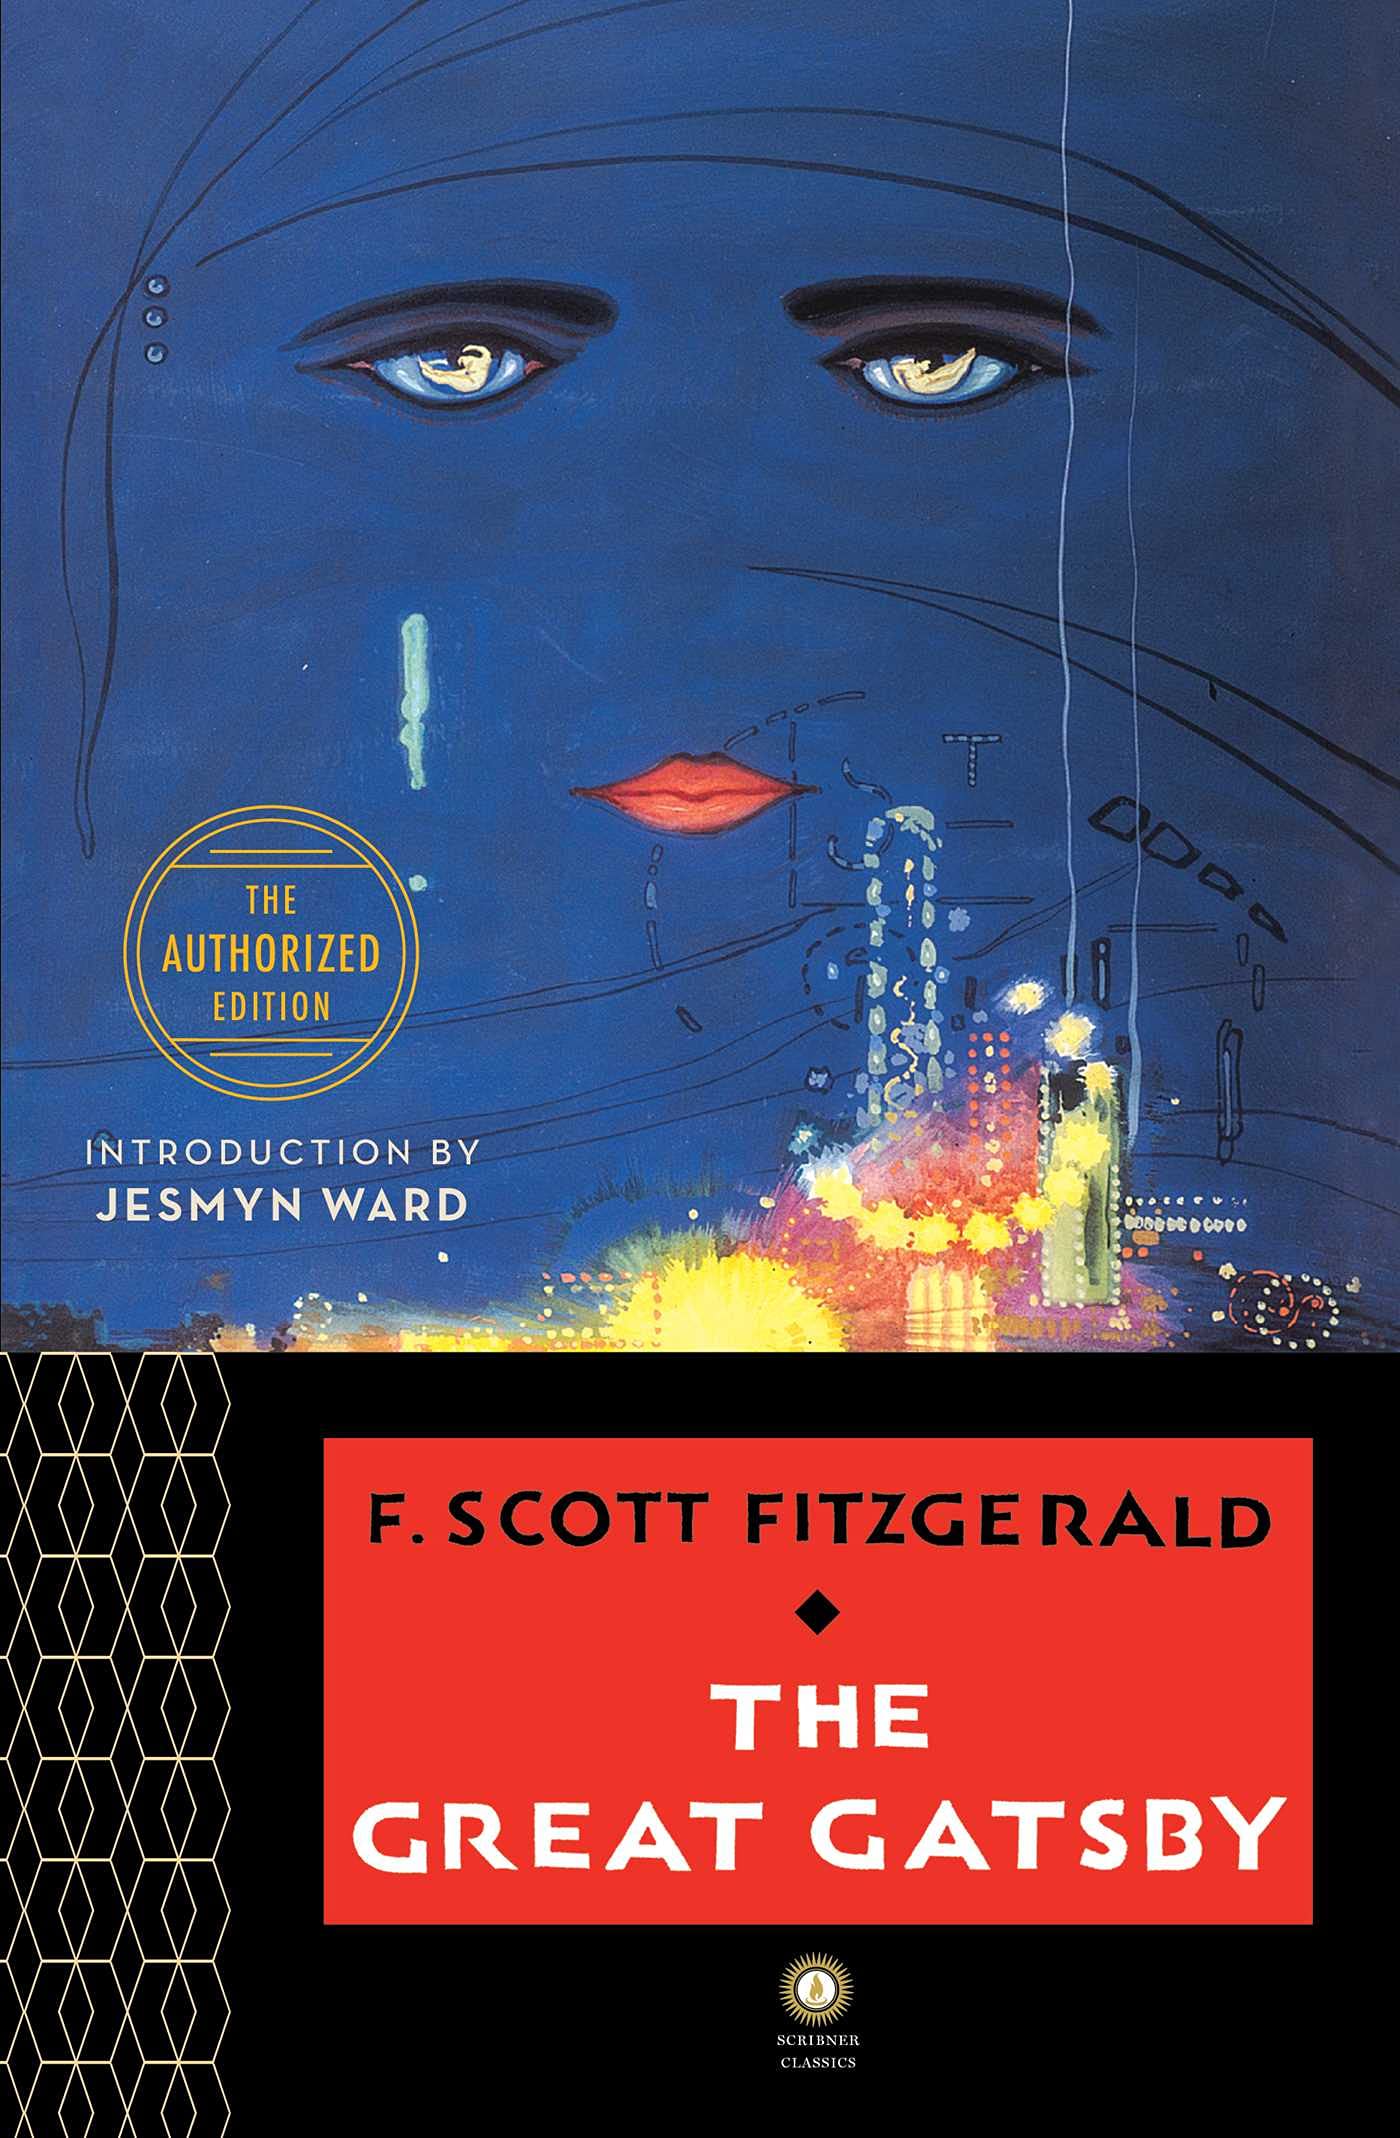 THE
AUTHORIZED
EDITION
INTRODUCTION BY
JESMYN WARD
F. SCOTT FITZGERALD
THE
GREAT GATSBY
SCRIBNER
CLASSICS